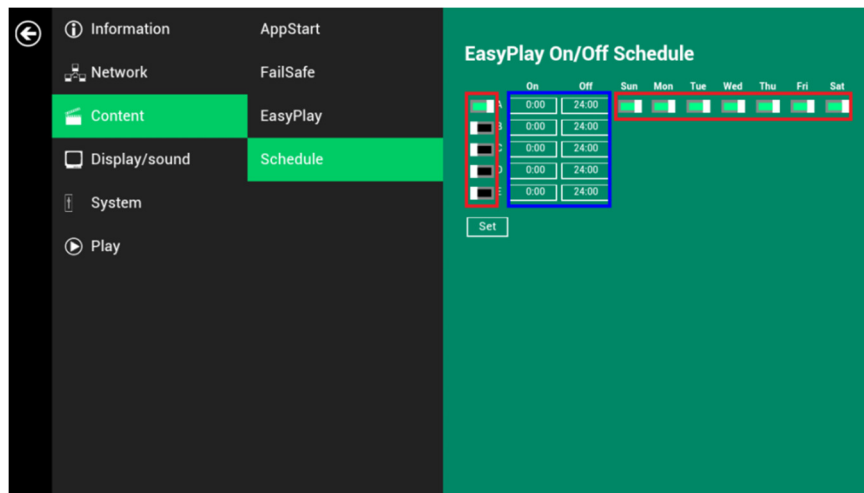 Information
Network
Content
Display/sound
System
Play
AppStart
FailSafe
EasyPlay
Schedule
EasyPlay On/Off Schedule
On Off Sun Mon Tue Wed Thu Fri Sat
A 0:00 24:00
B 0:00 24:00
C 0:00 24:00
D 0:00 24:00
E 0:00 24:00
Set